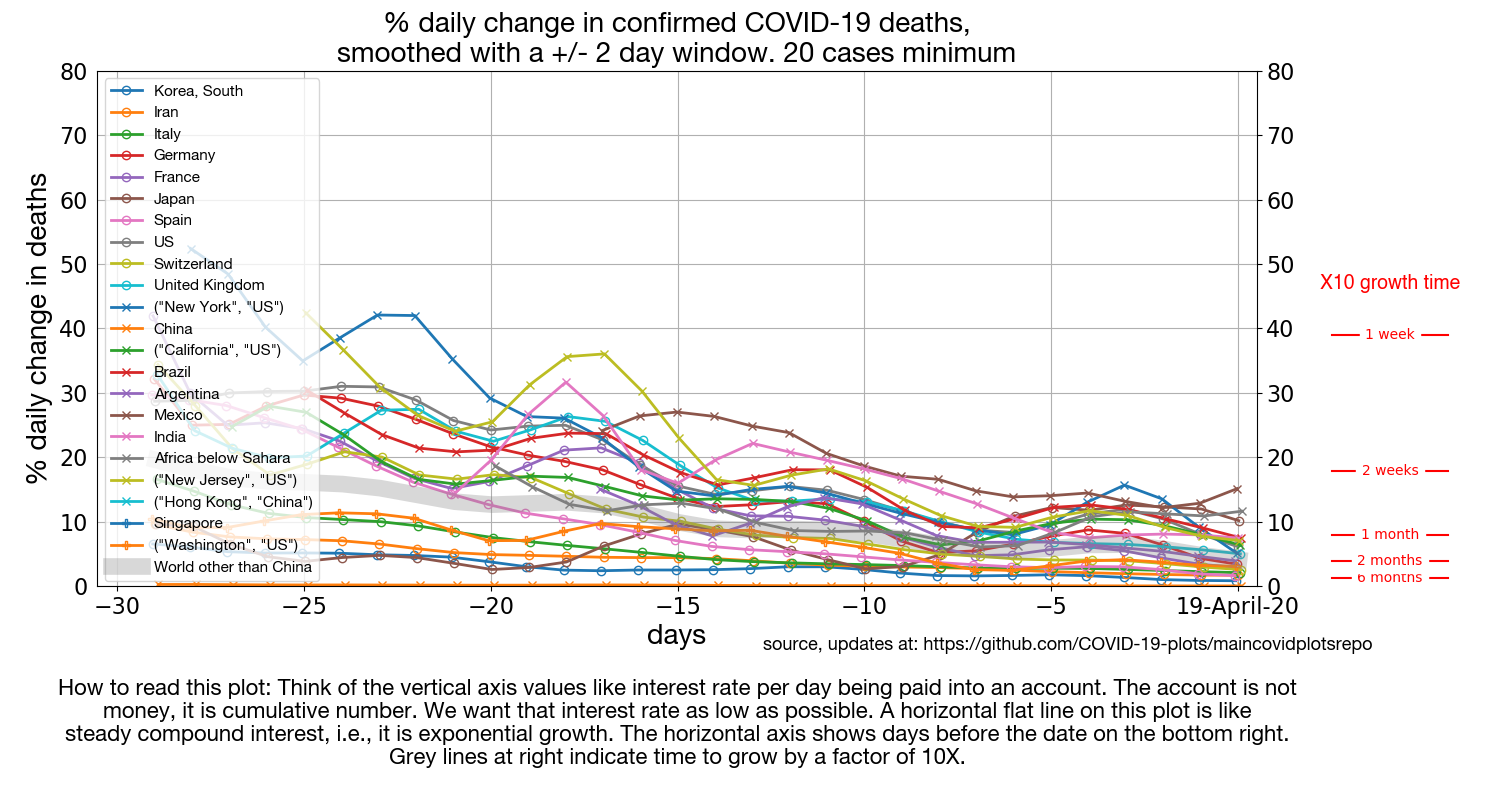 % daily change in confirmed COVID-19 deaths,
smoothed with a +/- 2 day window. 20 cases minimum
% daily change in deaths
80
70
60
50
40
30
20
10
0
Korea, South
Iran
Italy
Germany
France
Japan
Spain
US
Switzerland
United Kingdom
("New York", "US")
China
("California", "US")
Brazil
Argentina
Mexico
India
Africa below Sahara
("New Jersey", "US")
("Hong Kong", "China")
Singapore
("Washington", "US")
World other than China
80
70
60
50
40
30
20
10
0
X10 growth time
1 week
2 weeks
1 month
2 months
6 months
−30
−25
−20
−15
−10
−5
19-April-20
days
source, updates at: https://github.com/COVID-19-plots/maincovidplotsrepo
How to read this plot: Think of the vertical axis values like interest rate per day being paid into an account. The account is not
money, it is cumulative number. We want that interest rate as low as possible. A horizontal flat line on this plot is like
steady compound interest, i.e., it is exponential growth. The horizontal axis shows days before the date on the bottom right.
Grey lines at right indicate time to grow by a factor of 10X.